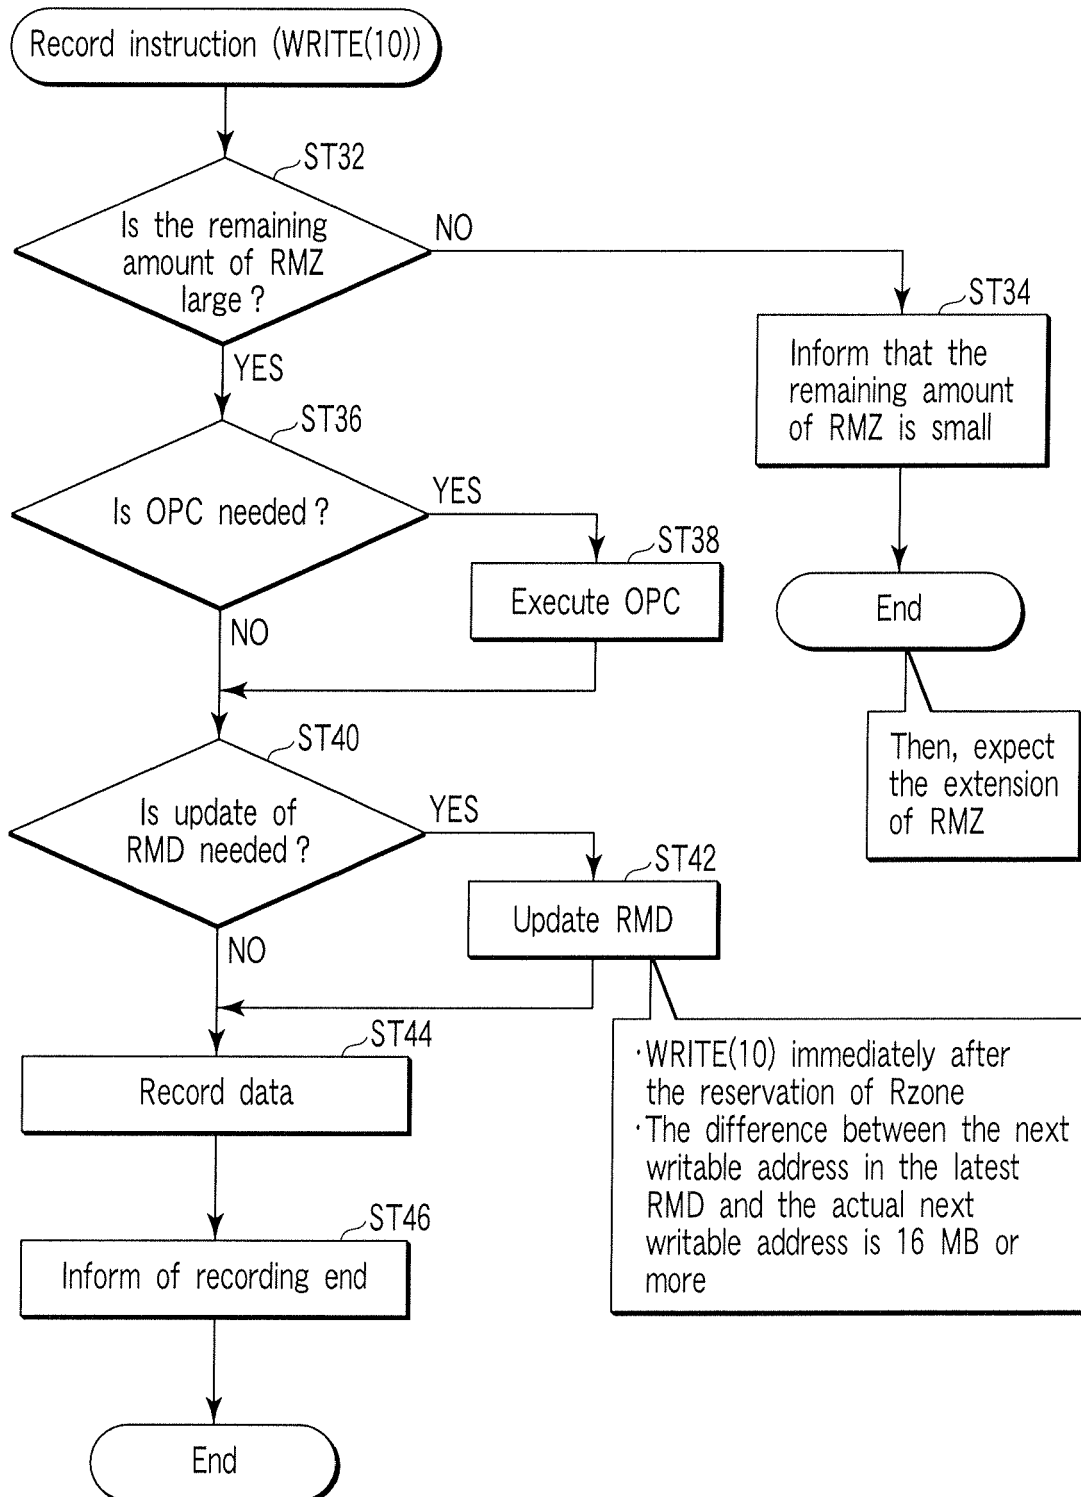 Record instruction (WRITE(10))
ST32
Is the remaining
amount of RMZ
large ?
NO
YES
ST34
Inform that the
remaining amount
of RMZ is small
End
Then, expect
the extension
of RMZ
ST36
Is OPC needed ?
YES
NO
ST38
Execute OPC
ST40
Is update of
RMD needed ?
YES
NO
ST42
Update RMD
·WRITE(10) immediately after
the reservation of Rzone
·The difference between the next
writable address in the latest
RMD and the actual next
writable address is 16 MB or
more
ST44
Record data
ST46
Inform of recording end
End